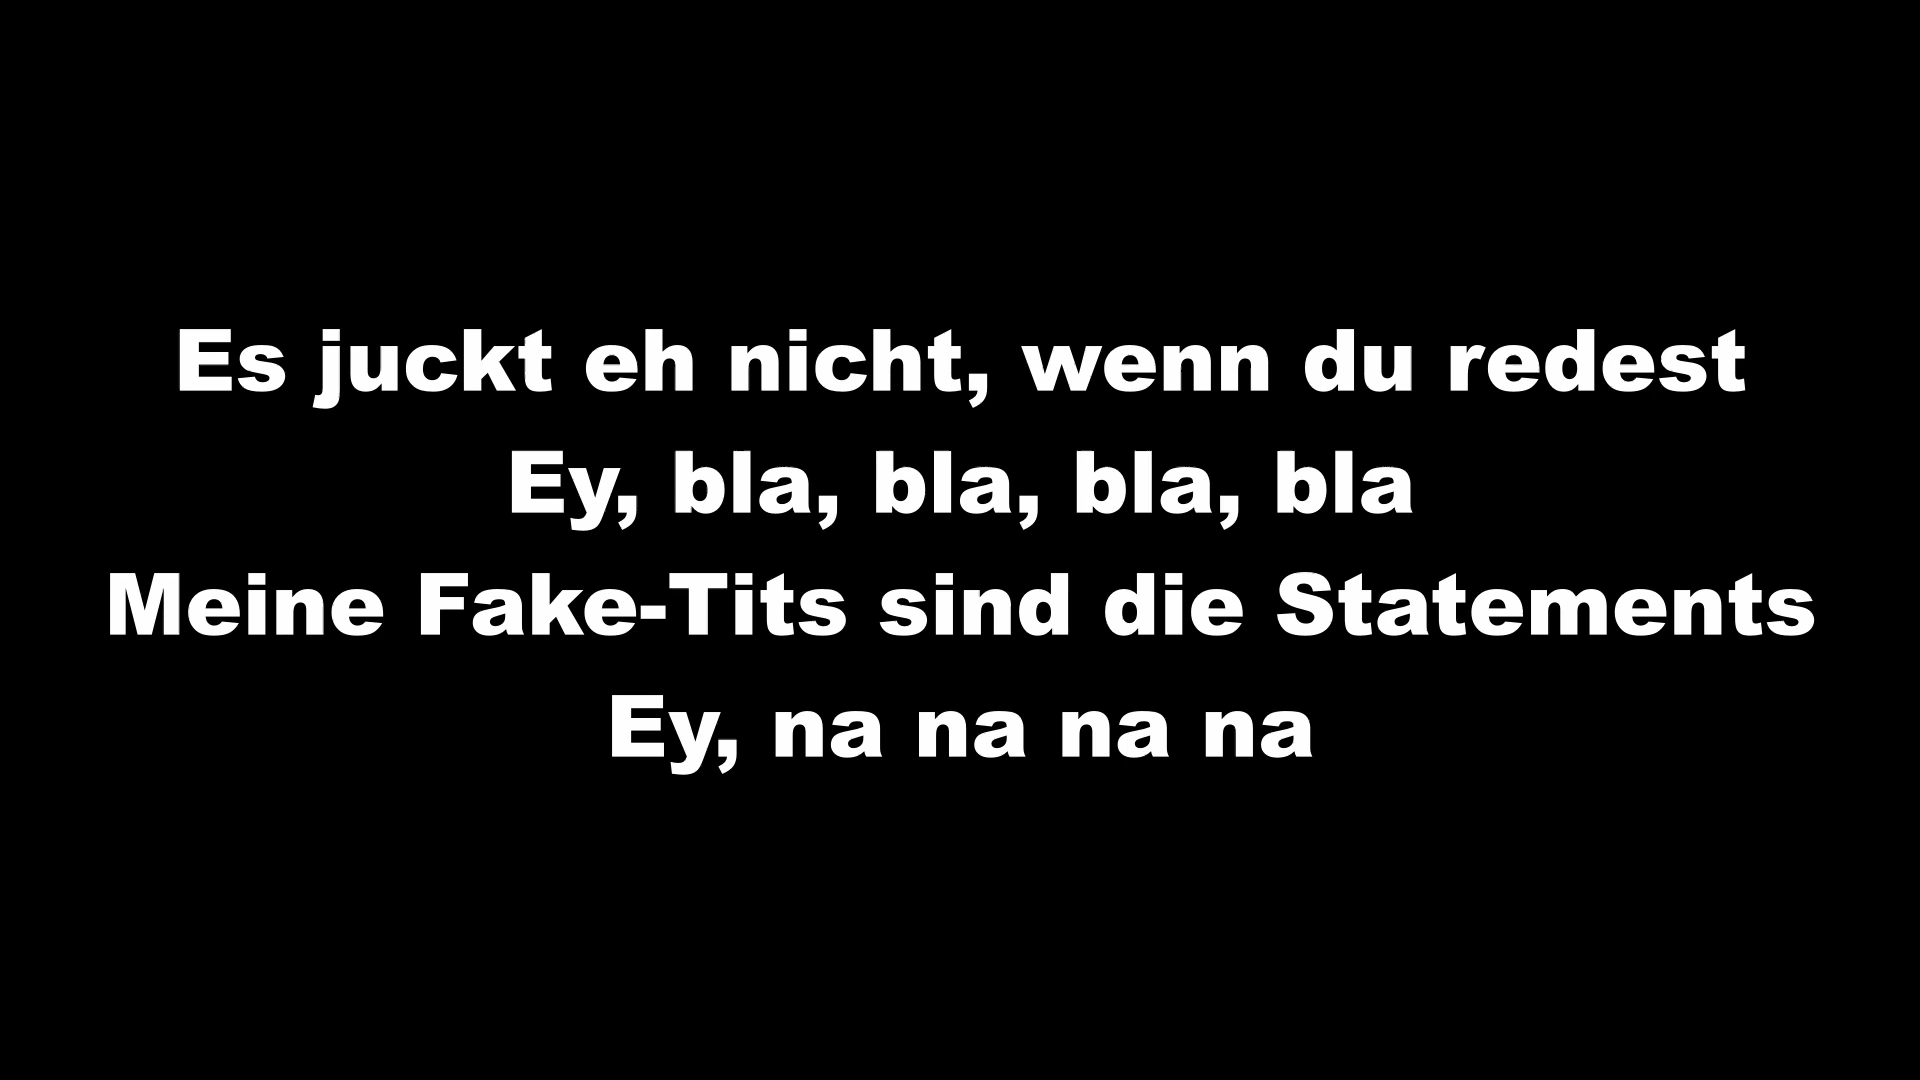 Es juckt eh nicht, wenn du redest
Ey, bla, bla, bla, bla
Meine Fake-Tits sind die Statements
Ey, na na na na